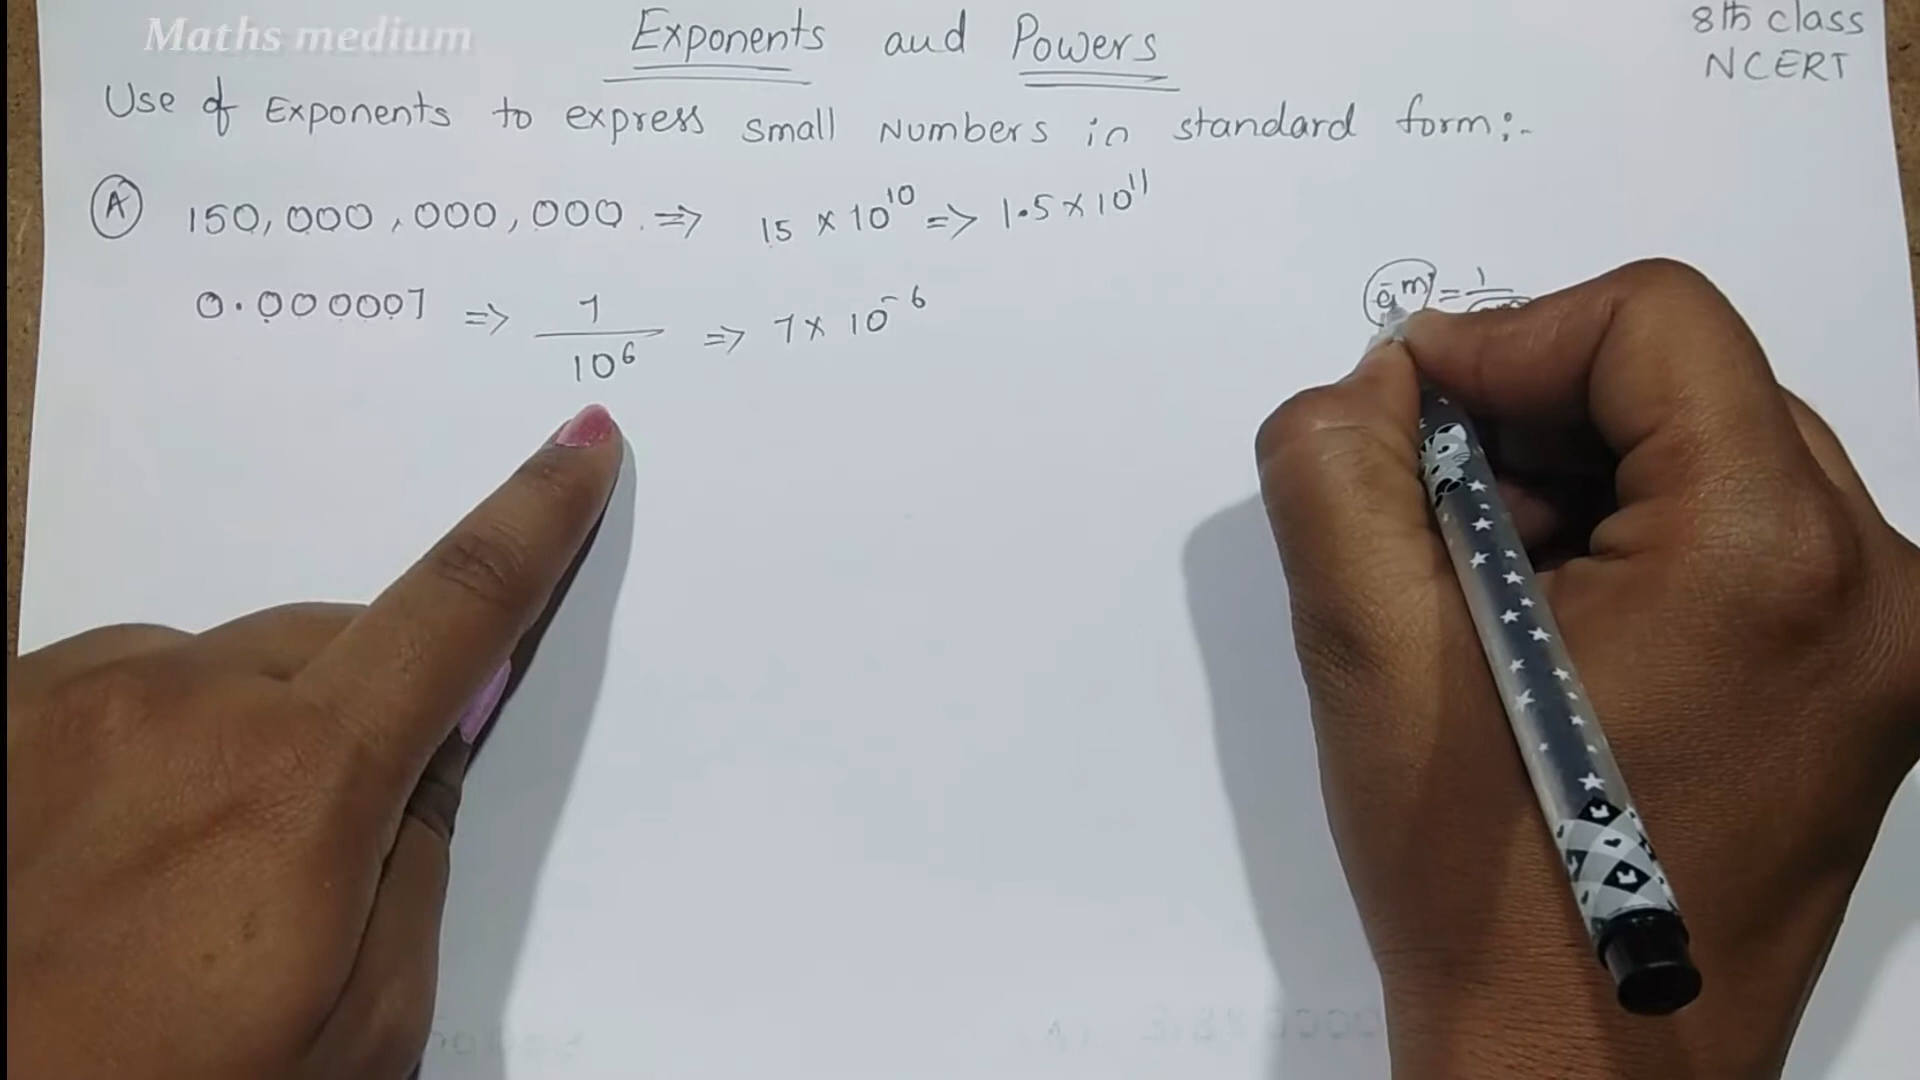 Maths medium
Exponents and Powers
8th class
NCERT
Use of Exponents to express small Numbers in standard form:-
A 150,000,000,000. => 15 × 10^10 => 1.5 × 10^11
0.000007 => 7/10^6 => 7 × 10^-6
a^-m = 1